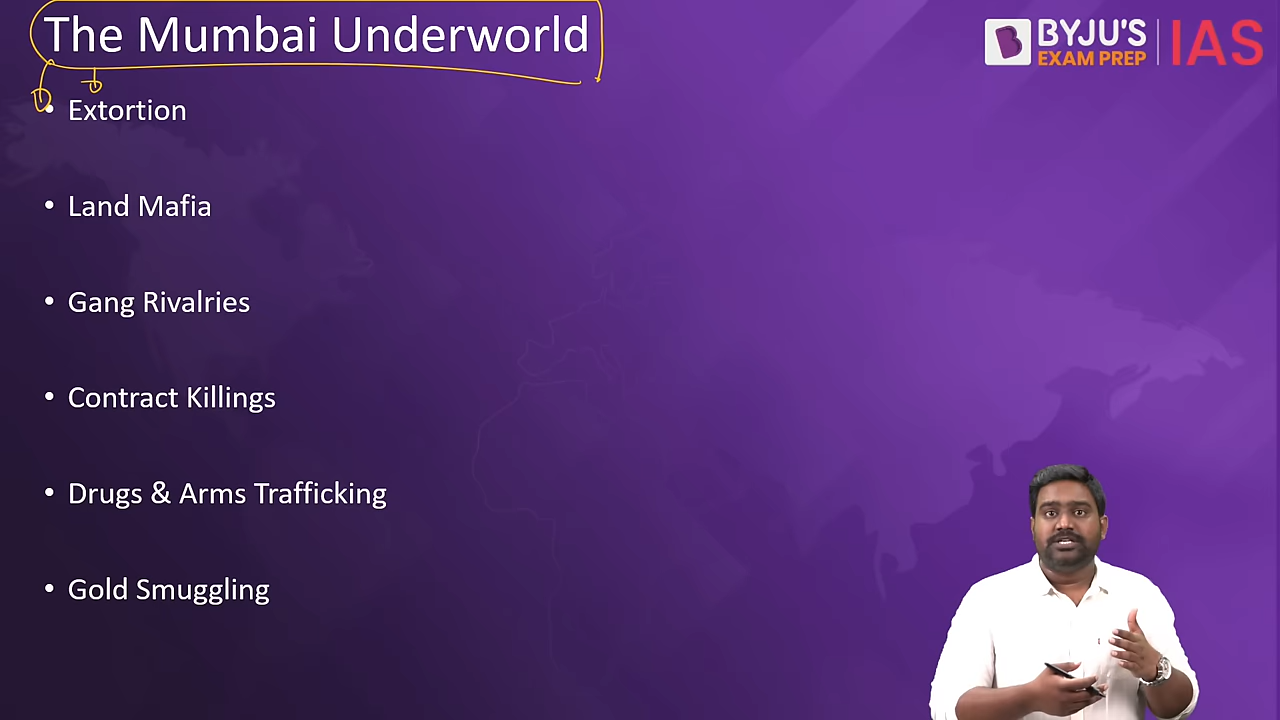 The Mumbai Underworld
BYJU'S
EXAM PREP
IAS
• Extortion
• Land Mafia
• Gang Rivalries
• Contract Killings
• Drugs & Arms Trafficking
• Gold Smuggling